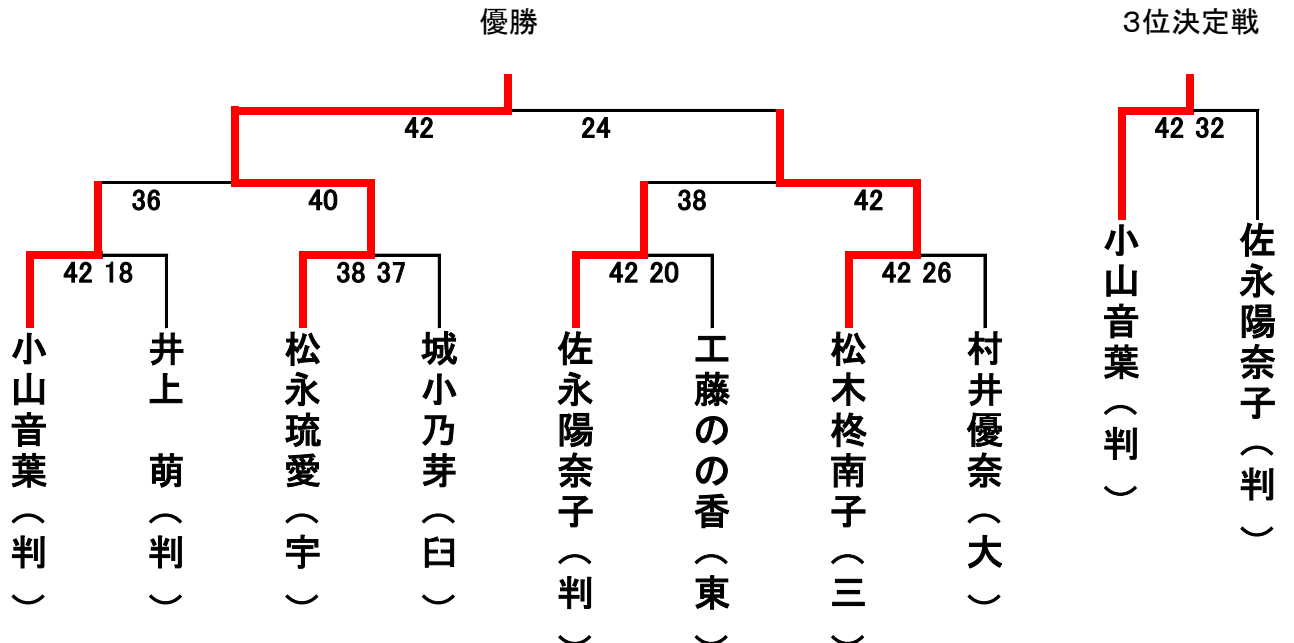 優勝
3位決定戦
42 24
42 32
36 40 38 42
42 18 38 37 42 20 42 26
小山音葉（判）
井上　萌（判）
松永琉愛（宇）
城小乃芽（臼）
佐永陽奈子（判）
工藤のの香（東）
松木柊南子（三）
村井優奈（大）
小山音葉（判）
佐永陽奈子（判）